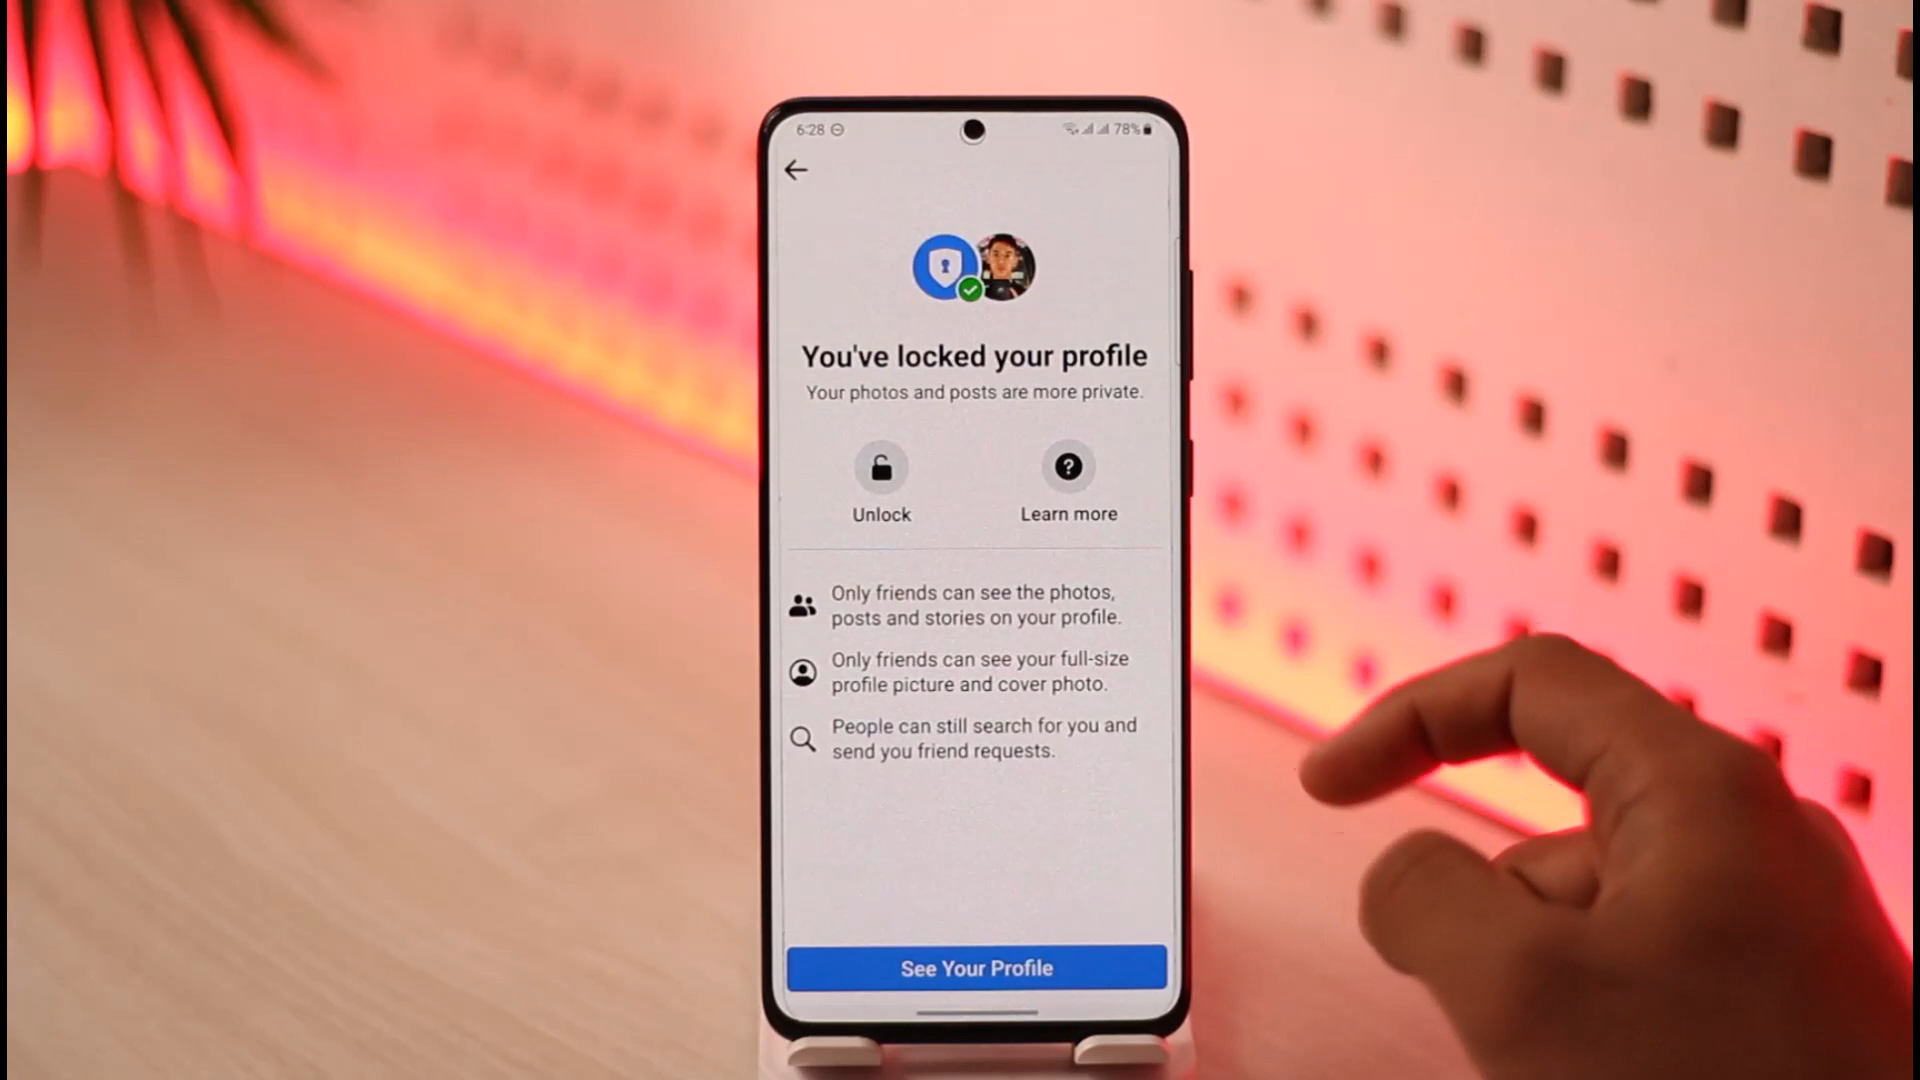 6:28
78%
You've locked your profile
Your photos and posts are more private.
Unlock
Learn more
Only friends can see the photos,
posts and stories on your profile.
Only friends can see your full-size
profile picture and cover photo.
People can still search for you and
send you friend requests.
See Your Profile